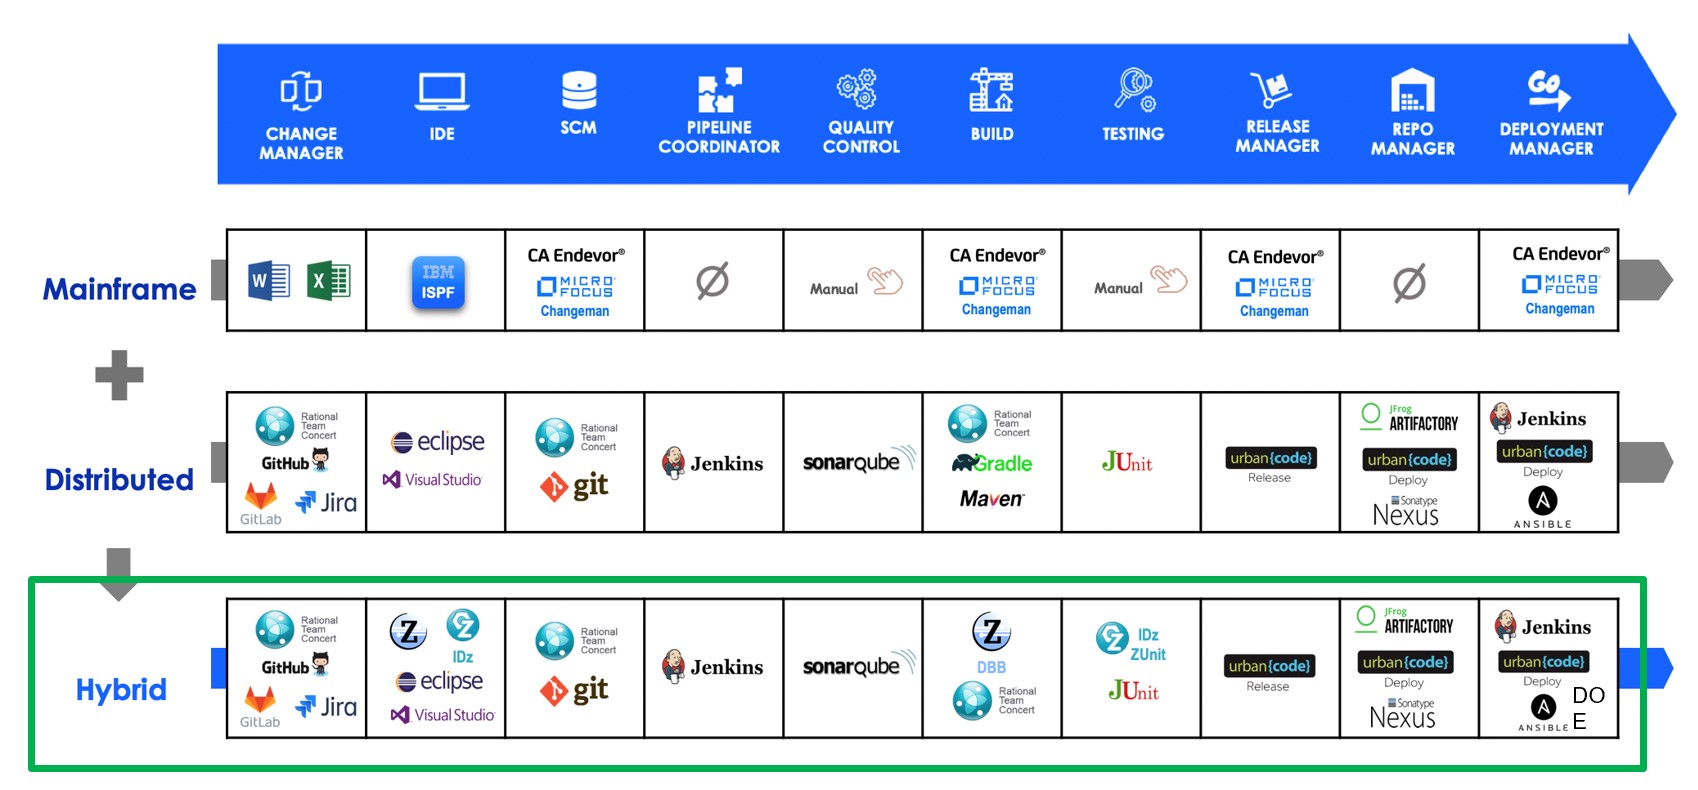 CHANGE
MANAGER
IDE
SCM
PIPELINE
COORDINATOR
QUALITY
CONTROL
BUILD
TESTING
RELEASE
MANAGER
REPO
MANAGER
GO
DEPLOYMENT
MANAGER
Mainframe
W
X
IBM
ISPF
CA Endevor®
MICRO
FOCUS
Changeman
Manual
CA Endevor®
MICRO
FOCUS
Changeman
Manual
CA Endevor®
MICRO
FOCUS
Changeman
CA Endevor®
MICRO
FOCUS
Changeman
Distributed
Rational
Team
Concert
GitHub
GitLab
Jira
eclipse
Visual Studio
Rational
Team
Concert
git
Jenkins
sonarqube
Rational
Team
Concert
Gradle
Maven™
JUnit
urban{code}
Release
JFrog
ARTIFACTORY
urban{code}
Deploy
Sonatype
Nexus
Jenkins
urban{code}
Deploy
A
ANSIBLE
Hybrid
Rational
Team
Concert
GitHub
GitLab
Jira
Z
Z
IDz
eclipse
Visual Studio
Rational
Team
Concert
git
Jenkins
sonarqube
Z
DBB
Rational
Team
Concert
Z
IDz
ZUnit
JUnit
urban{code}
Release
JFrog
ARTIFACTORY
urban{code}
Deploy
Sonatype
Nexus
Jenkins
urban{code}
Deploy
A
ANSIBLE
DO
E